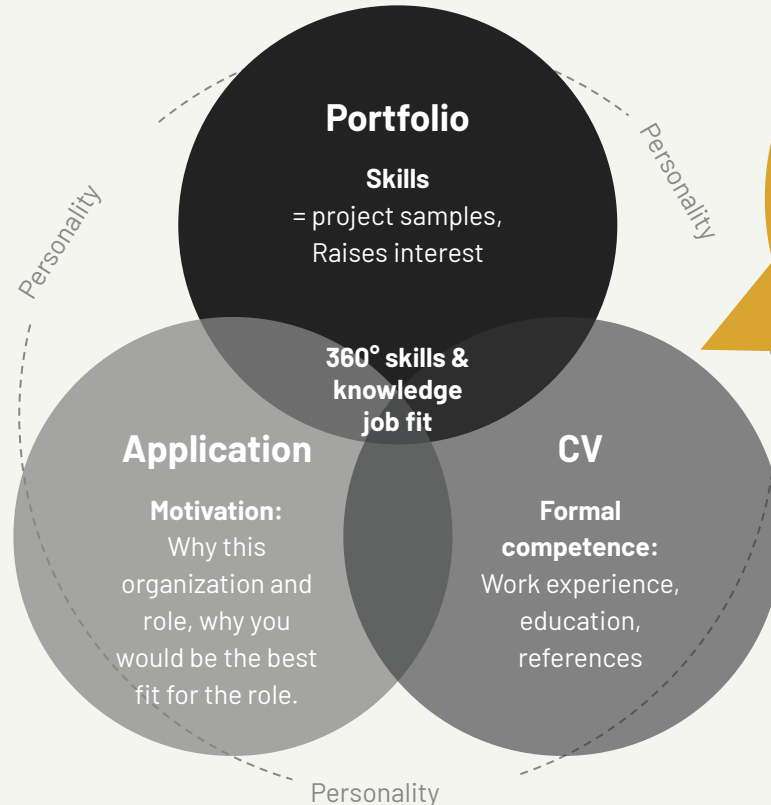 Portfolio
Skills
= project samples,
Raises interest
Personality
Personality
360° skills &
knowledge
job fit
Application
Motivation:
Why this
organization and
role, why you
would be the best
fit for the role.
CV
Formal
competence:
Work experience,
education,
references
Personality